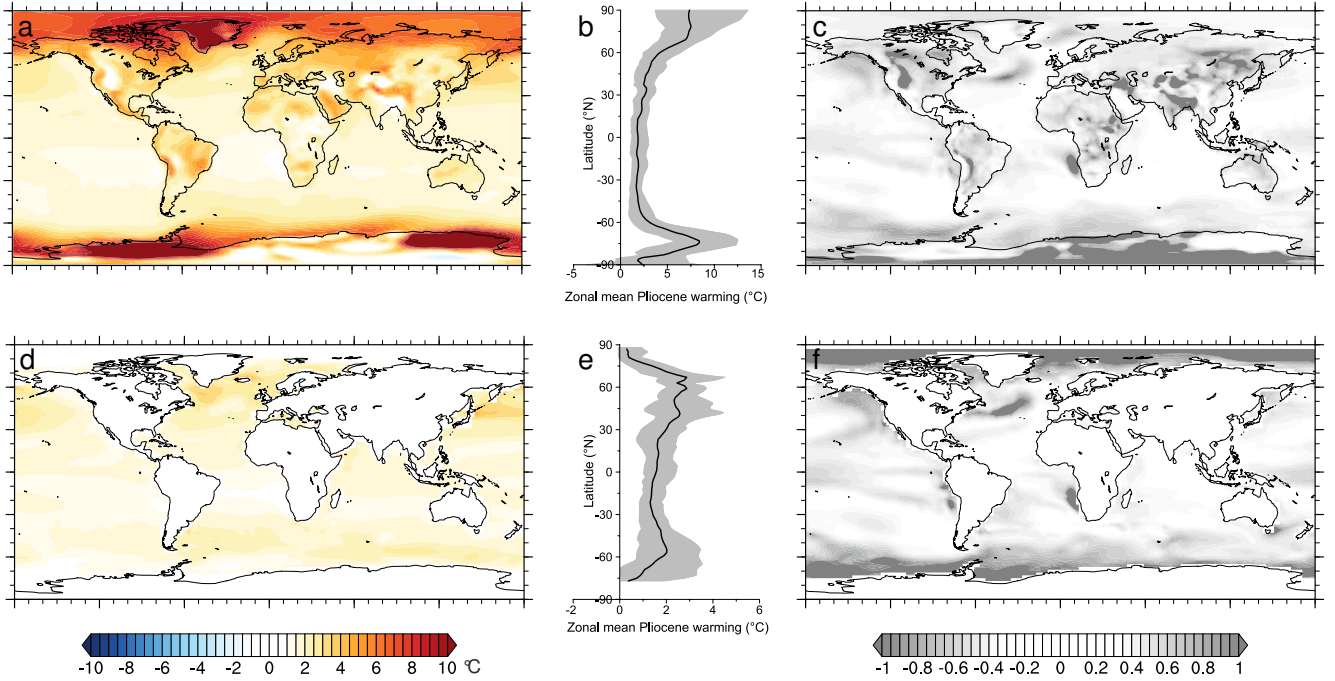 a
b
90
60
30
0
-30
-60
-90
Latitude (°N)
-5
0
5
10
15
Zonal mean Pliocene warming (°C)
c
d
e
90
60
30
0
-30
-60
-90
Latitude (°N)
-2
0
2
4
6
Zonal mean Pliocene warming (°C)
f
-10 -8 -6 -4 -2 0 2 4 6 8 10 °C
-1 -0.8 -0.6 -0.4 -0.2 0 0.2 0.4 0.6 0.8 1